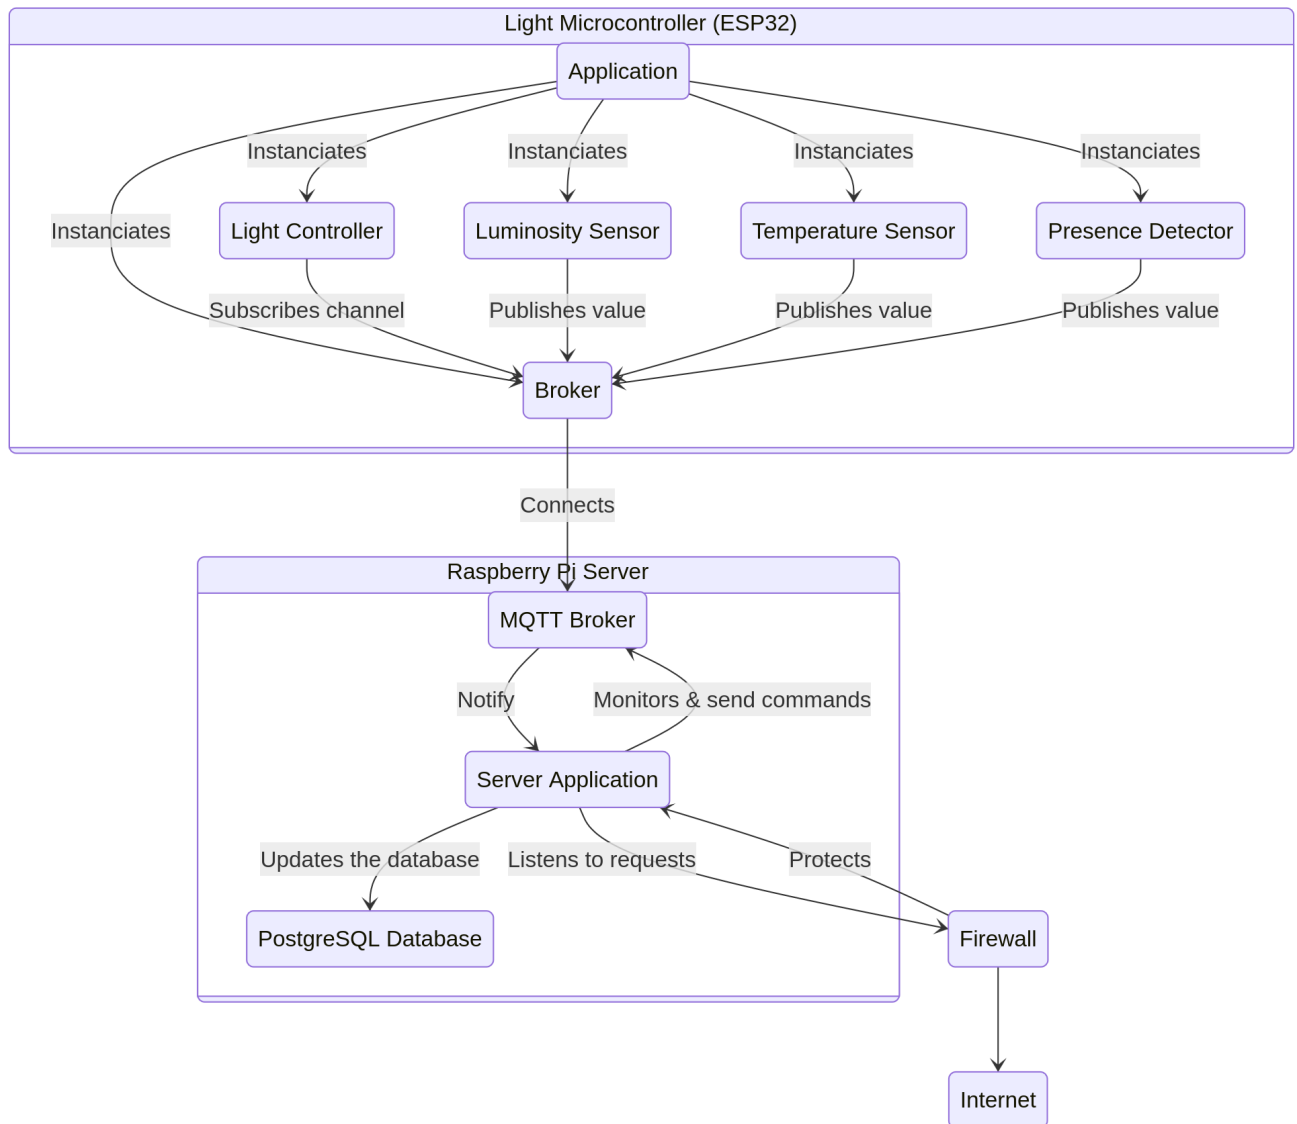 Light Microcontroller (ESP32)
Application
Instanciates
Instanciates
Instanciates
Instanciates
Instanciates
Light Controller
Luminosity Sensor
Temperature Sensor
Presence Detector
Subscribes channel
Publishes value
Publishes value
Publishes value
Broker
Connects
Raspberry Pi Server
MQTT Broker
Notify
Monitors & send commands
Server Application
Updates the database
Listens to requests
Protects
PostgreSQL Database
Firewall
Internet